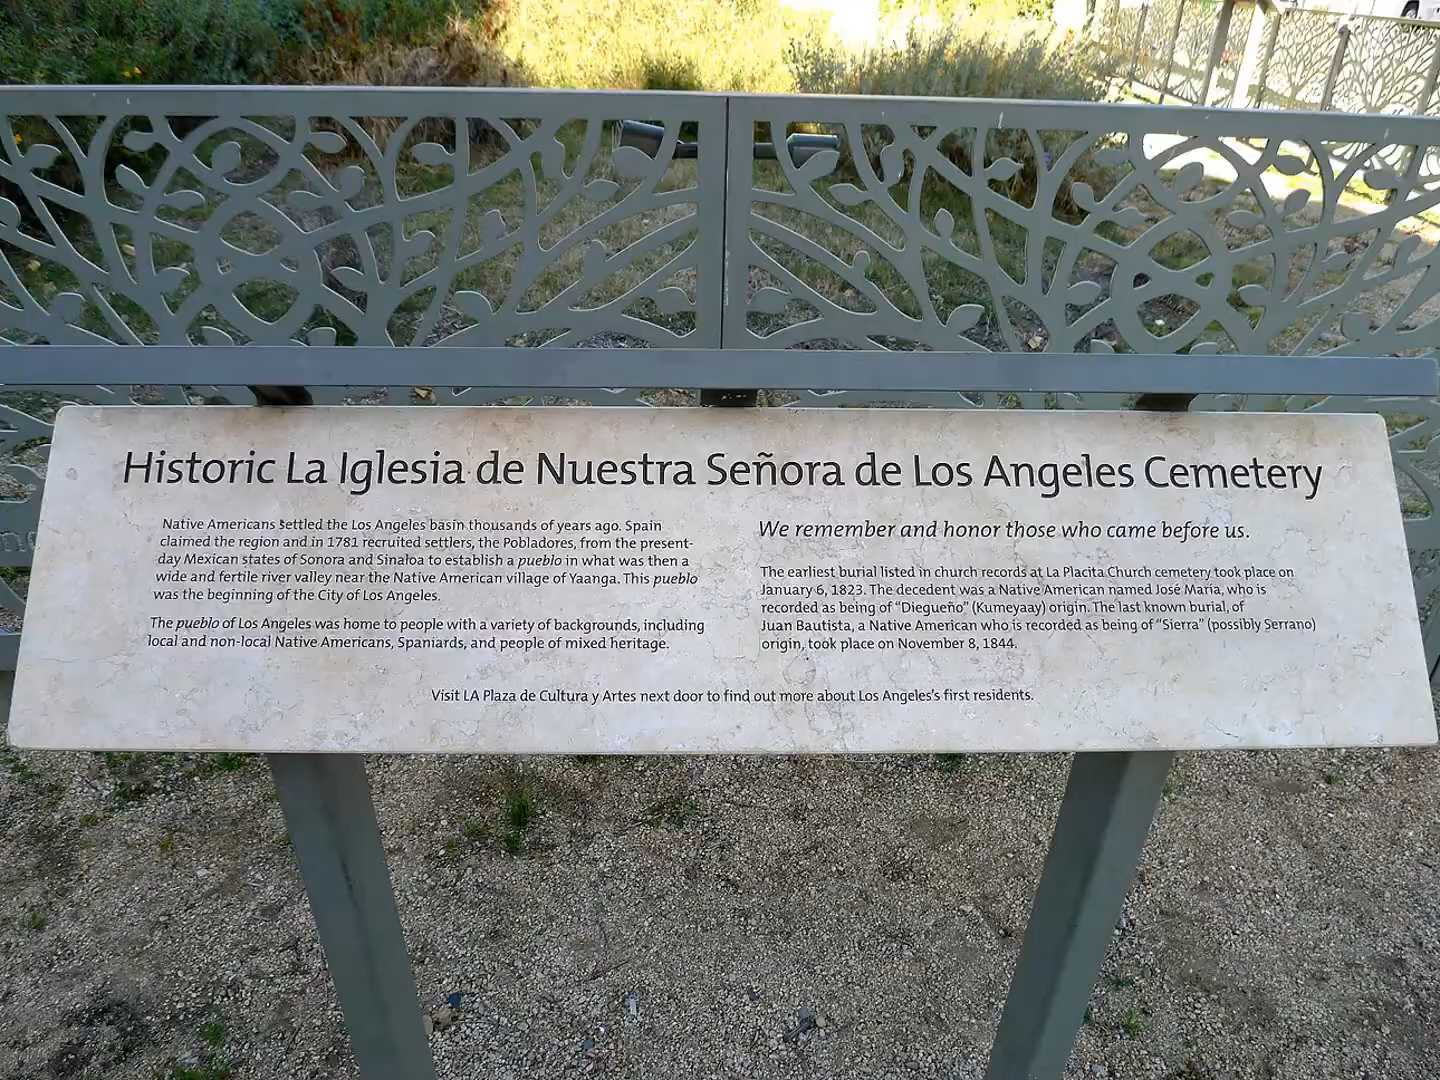 Historic La Iglesia de Nuestra Señora de Los Angeles Cemetery
Native Americans settled the Los Angeles basin thousands of years ago. Spain
claimed the region and in 1781 recruited settlers, the Pobladores, from the present-
day Mexican states of Sonora and Sinaloa to establish a pueblo in what was then a
wide and fertile river valley near the Native American village of Yaanga. This pueblo
was the beginning of the City of Los Angeles.
The pueblo of Los Angeles was home to people with a variety of backgrounds, including
local and non-local Native Americans, Spaniards, and people of mixed heritage.
We remember and honor those who came before us.
The earliest burial listed in church records at La Placita Church cemetery took place on
January 6, 1823. The decedent was a Native American named José María, who is
recorded as being of “Diegueño” (Kumeyaay) origin. The last known burial, of
Juan Bautista, a Native American who is recorded as being of “Sierra” (possibly Serrano)
origin, took place on November 8, 1844.
Visit LA Plaza de Cultura y Artes next door to find out more about Los Angeles's first residents.